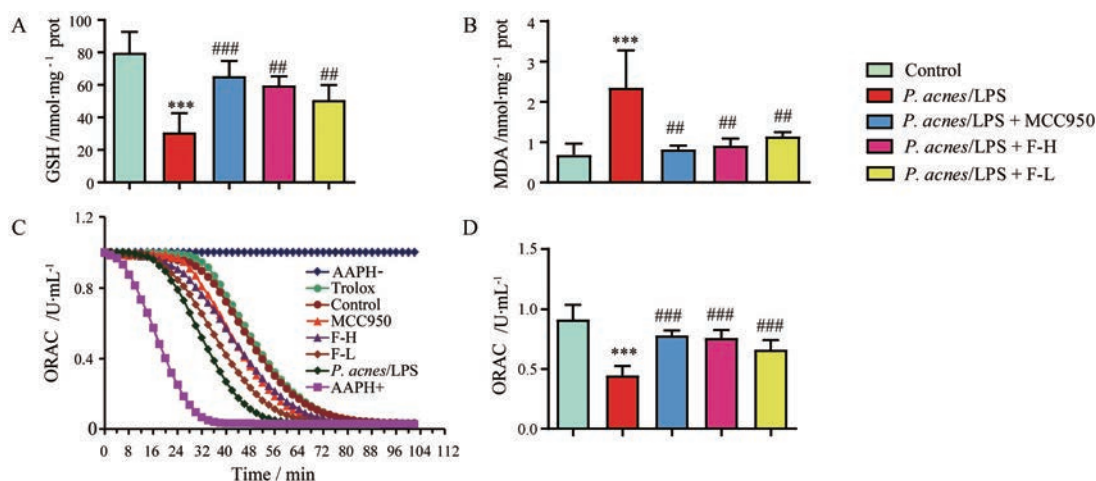 A
GSH /nmol·mg⁻¹ prot
100
80
60
40
20
0
***
###
##
##
B
MDA /nmol·mg⁻¹ prot
4
3
2
1
0
***
##
##
##
Control
P. acnes/LPS
P. acnes/LPS + MCC950
P. acnes/LPS + F-H
P. acnes/LPS + F-L
C
ORAC /U·mL⁻¹
1.2
0.8
0.4
0
AAPH-
Trolox
Control
MCC950
F-H
F-L
P. acnes/LPS
AAPH+
0 8 16 24 32 40 48 56 64 72 80 88 96 104 112
Time / min
D
ORAC /U·mL⁻¹
1.5
1.0
0.5
0.0
***
###
###
###